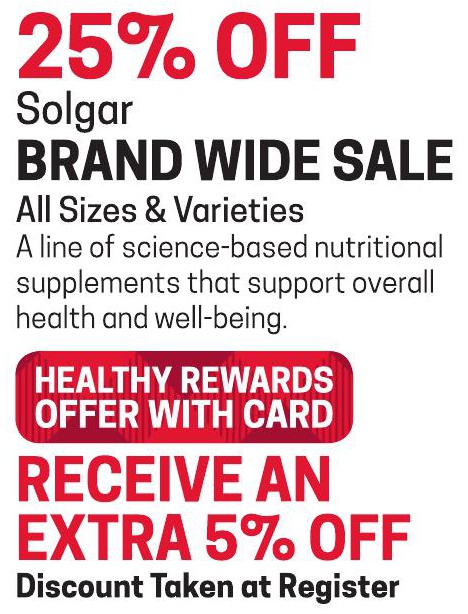 25% OFF
Solgar
BRAND WIDE SALE
All Sizes & Varieties
A line of science-based nutritional
supplements that support overall
health and well-being.
HEALTHY REWARDS
OFFER WITH CARD
RECEIVE AN
EXTRA 5% OFF
Discount Taken at Register